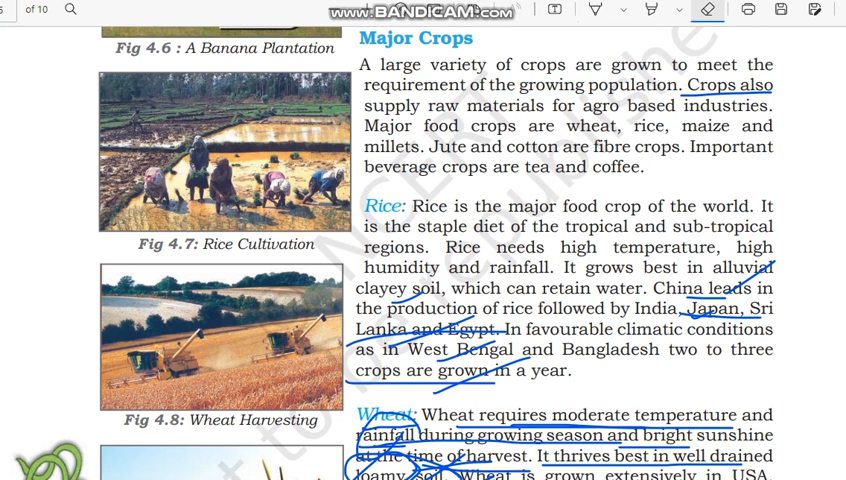 5 of 10
www.BANDICAM.com
Fig 4.6 : A Banana Plantation
Fig 4.7: Rice Cultivation
Fig 4.8: Wheat Harvesting
Major Crops
A large variety of crops are grown to meet the
requirement of the growing population. Crops also
supply raw materials for agro based industries.
Major food crops are wheat, rice, maize and
millets. Jute and cotton are fibre crops. Important
beverage crops are tea and coffee.
Rice: Rice is the major food crop of the world. It
is the staple diet of the tropical and sub-tropical
regions. Rice needs high temperature, high
humidity and rainfall. It grows best in alluvial
clayey soil, which can retain water. China leads in
the production of rice followed by India, Japan, Sri
Lanka and Egypt. In favourable climatic conditions
as in West Bengal and Bangladesh two to three
crops are grown in a year.
Wheat: Wheat requires moderate temperature and
rainfall during growing season and bright sunshine
at the time of harvest. It thrives best in well drained
loamy soil. Wheat is grown extensively in USA,